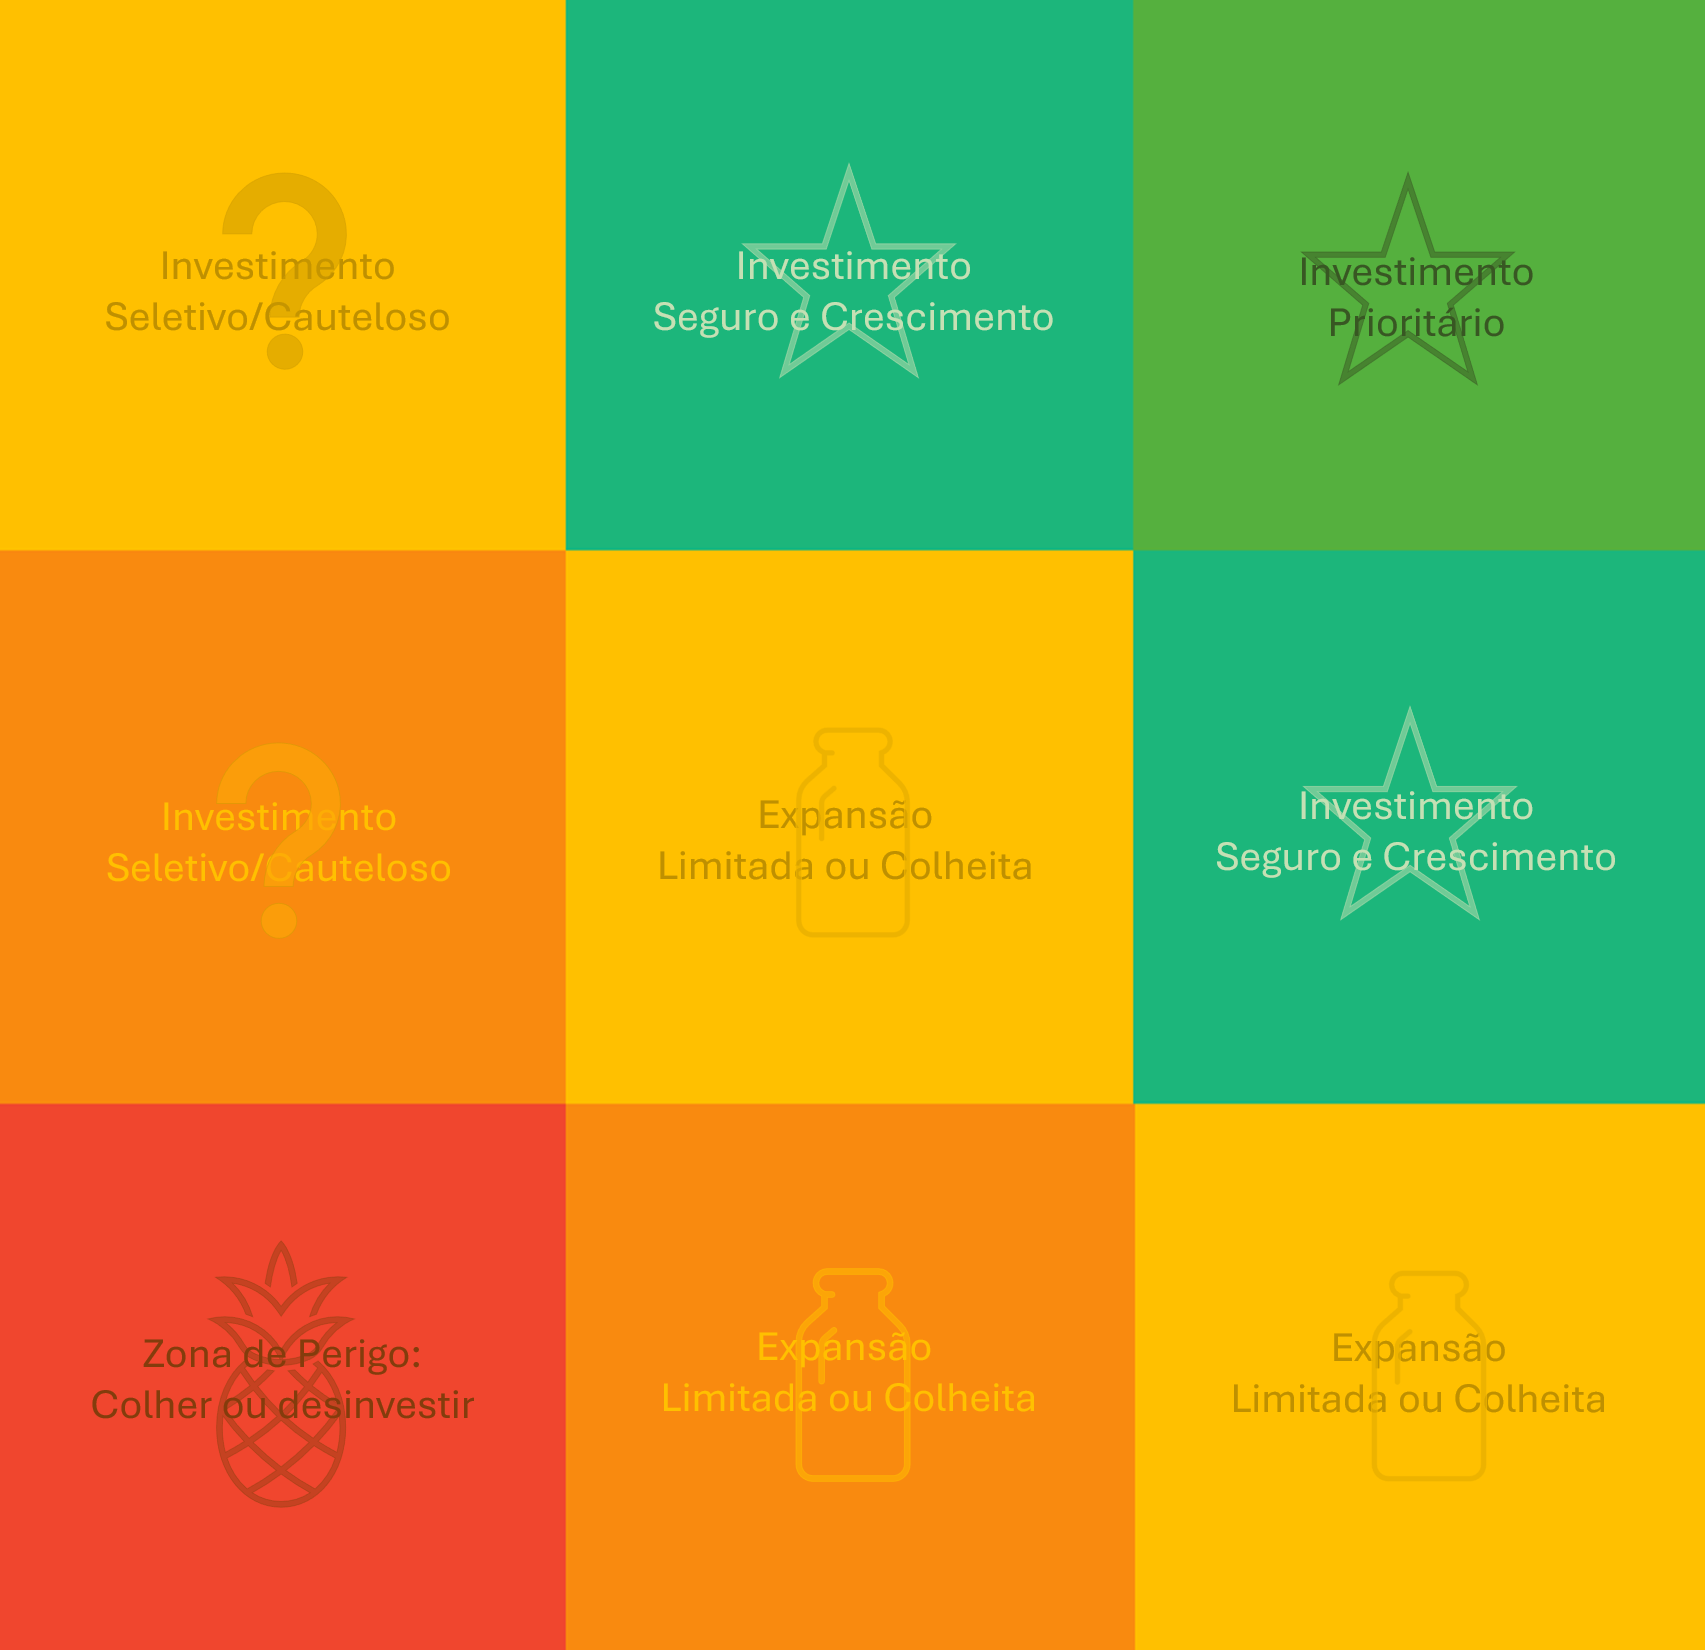 Investimento
Seletivo/Cauteloso
Investimento
Seguro e Crescimento
Investimento
Prioritário
Investimento
Seletivo/Cauteloso
Expansão
Limitada ou Colheita
Investimento
Seguro e Crescimento
Zona de Perigo:
Colher ou desinvestir
Expansão
Limitada ou Colheita
Expansão
Limitada ou Colheita